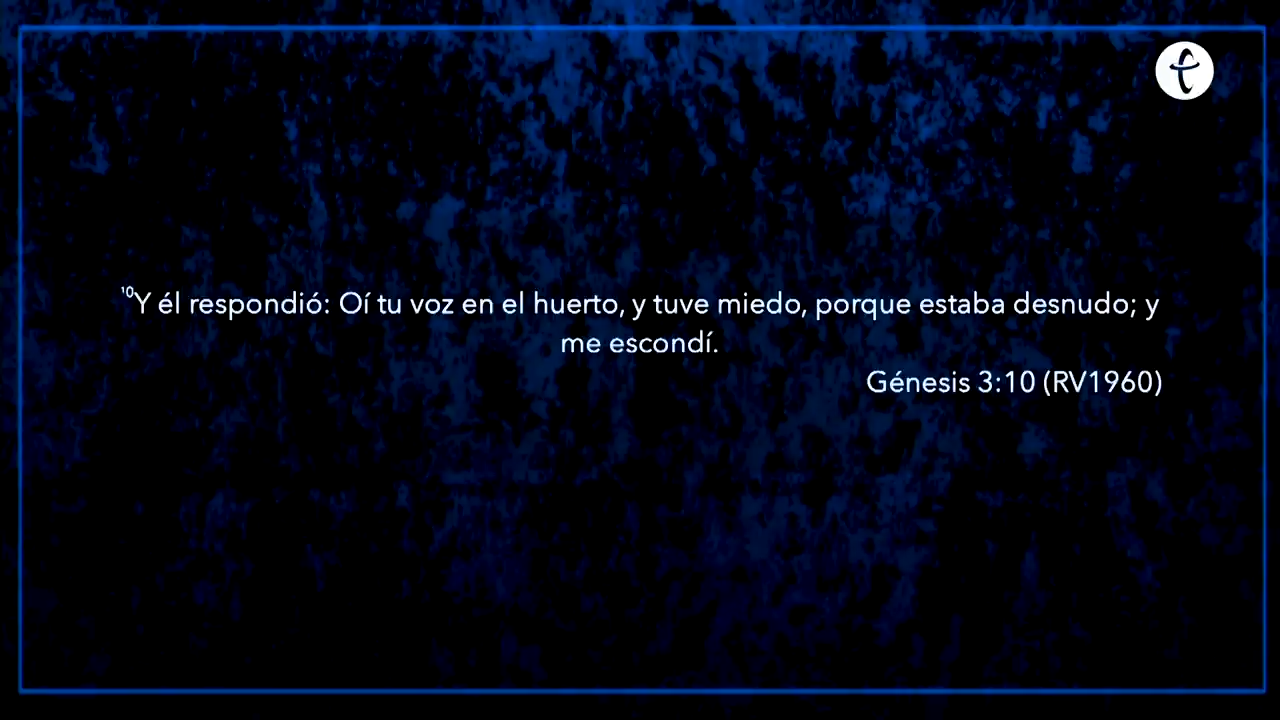 ¹⁰Y él respondió: Oí tu voz en el huerto, y tuve miedo, porque estaba desnudo; y
me escondí.
Génesis 3:10 (RV1960)